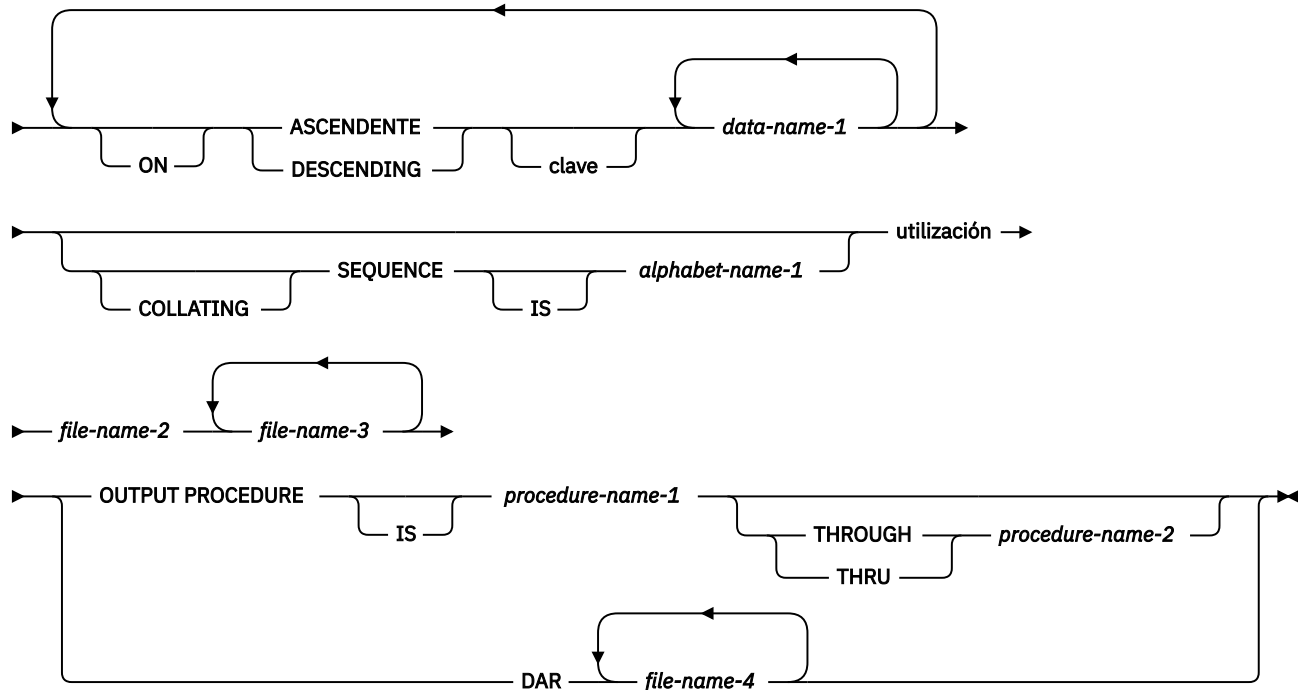 ASCENDENTE data-name-1
ON DESCENDING clave
utilización
SEQUENCE alphabet-name-1
COLLATING IS
file-name-2 file-name-3
OUTPUT PROCEDURE procedure-name-1
IS THROUGH procedure-name-2
THRU
DAR file-name-4